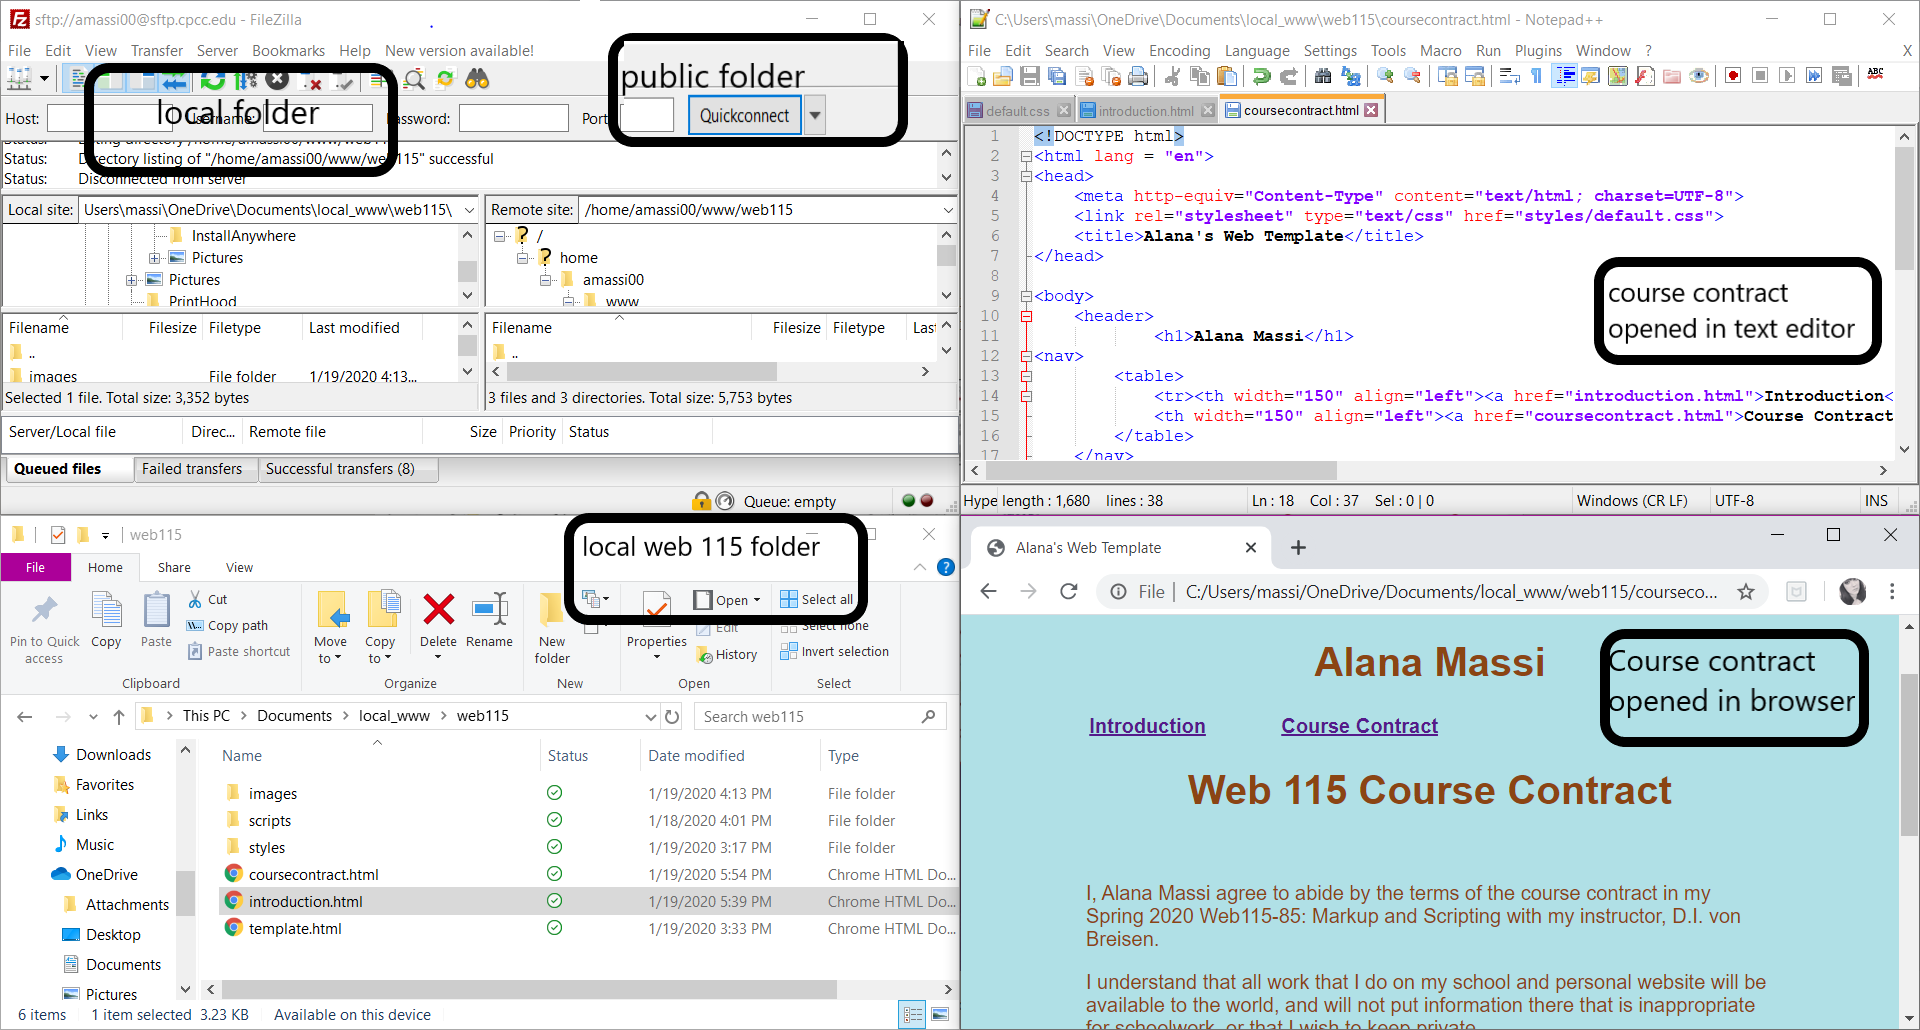 sftp://amassi00@sftp.cpcc.edu - FileZilla
File Edit View Transfer Server Bookmarks Help New version available!
local folder
public folder
Host: Password: Port Quickconnect
Status: Directory listing of "/home/amassi00/www/web115" successful
Status: Disconnected from server
Local site: Users\massi\OneDrive\Documents\local_www\web115\
InstallAnywhere
Pictures
Pictures
PrintHood
Remote site: /home/amassi00/www/web115
/
home
amassi00
www
Filename Filesize Filetype Last modified
..
images File folder 1/19/2020 4:13...
Selected 1 file. Total size: 3,352 bytes
Filename Filesize Filetype Last
..
3 files and 3 directories. Total size: 5,753 bytes
Server/Local file Direc... Remote file Size Priority Status
Queued files Failed transfers Successful transfers (8)
Queue: empty
C:\Users\massi\OneDrive\Documents\local_www\web115\coursecontract.html - Notepad++
File Edit Search View Encoding Language Settings Tools Macro Run Plugins Window ? X
default.css introduction.html coursecontract.html
1 <!DOCTYPE html>
2 <html lang = "en">
3 <head>
4 <meta http-equiv="Content-Type" content="text/html; charset=UTF-8">
5 <link rel="stylesheet" type="text/css" href="styles/default.css">
6 <title>Alana's Web Template</title>
7 </head>
8
9 <body>
10 <header>
11 <h1>Alana Massi</h1>
12 <nav>
13 <table>
14 <tr><th width="150" align="left"><a href="introduction.html">Introduction<
15 <th width="150" align="left"><a href="coursecontract.html">Course Contract
16 </table>
17 </nav>
course contract
opened in text editor
Hype length : 1,680 lines : 38 Ln : 18 Col : 37 Sel : 0 | 0 Windows (CR LF) UTF-8 INS
web115
local web 115 folder
File Home Share View
Pin to Quick access
Copy
Paste
Cut
Copy path
Paste shortcut
Clipboard
Move to
Copy to
Delete
Rename
Organize
New folder
New
Properties
Open
Edit
History
Open
Select all
Select none
Invert selection
Select
This PC > Documents > local_www > web115
Search web115
Downloads
Favorites
Links
Music
OneDrive
Attachments
Desktop
Documents
Pictures
Name Status Date modified Type
images 1/19/2020 4:13 PM File folder
scripts 1/18/2020 4:01 PM File folder
styles 1/19/2020 3:17 PM File folder
coursecontract.html 1/19/2020 5:54 PM Chrome HTML Do...
introduction.html 1/19/2020 5:39 PM Chrome HTML Do...
template.html 1/19/2020 3:33 PM Chrome HTML Do...
6 items 1 item selected 3.23 KB Available on this device
Alana's Web Template
File | C:/Users/massi/OneDrive/Documents/local_www/web115/courseco...
Course contract
opened in browser
Alana Massi
Introduction Course Contract
Web 115 Course Contract
I, Alana Massi agree to abide by the terms of the course contract in my
Spring 2020 Web115-85: Markup and Scripting with my instructor, D.I. von
Breisen.
I understand that all work that I do on my school and personal website will be
available to the world, and will not put information there that is inappropriate
for schoolwork, or that I wish to keep private.